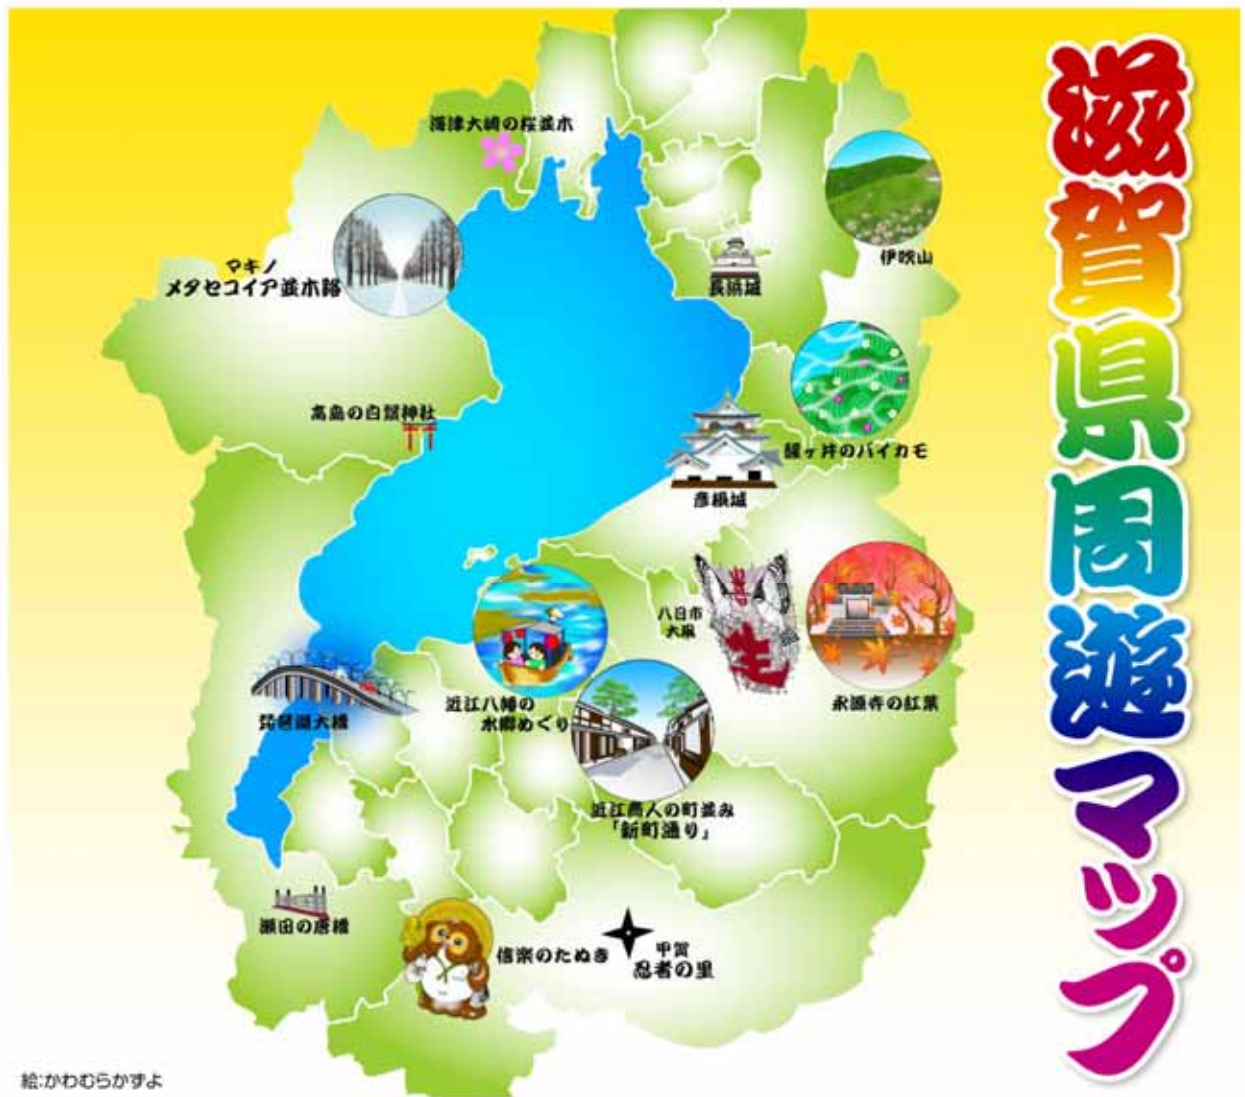 滋賀県周遊マップ
海津大崎の桜並木
マキノ
メタセコイア並木路
伊吹山
長浜城
高島の白鬚神社
醒ヶ井のバイカモ
彦根城
八日市
大凧
生
永源寺の紅葉
近江八幡の
水郷めぐり
琵琶湖大橋
近江商人の町並み
「新町通り」
瀬田の唐橋
信楽のたぬき
甲賀
忍者の里
絵:かわむらかずよ